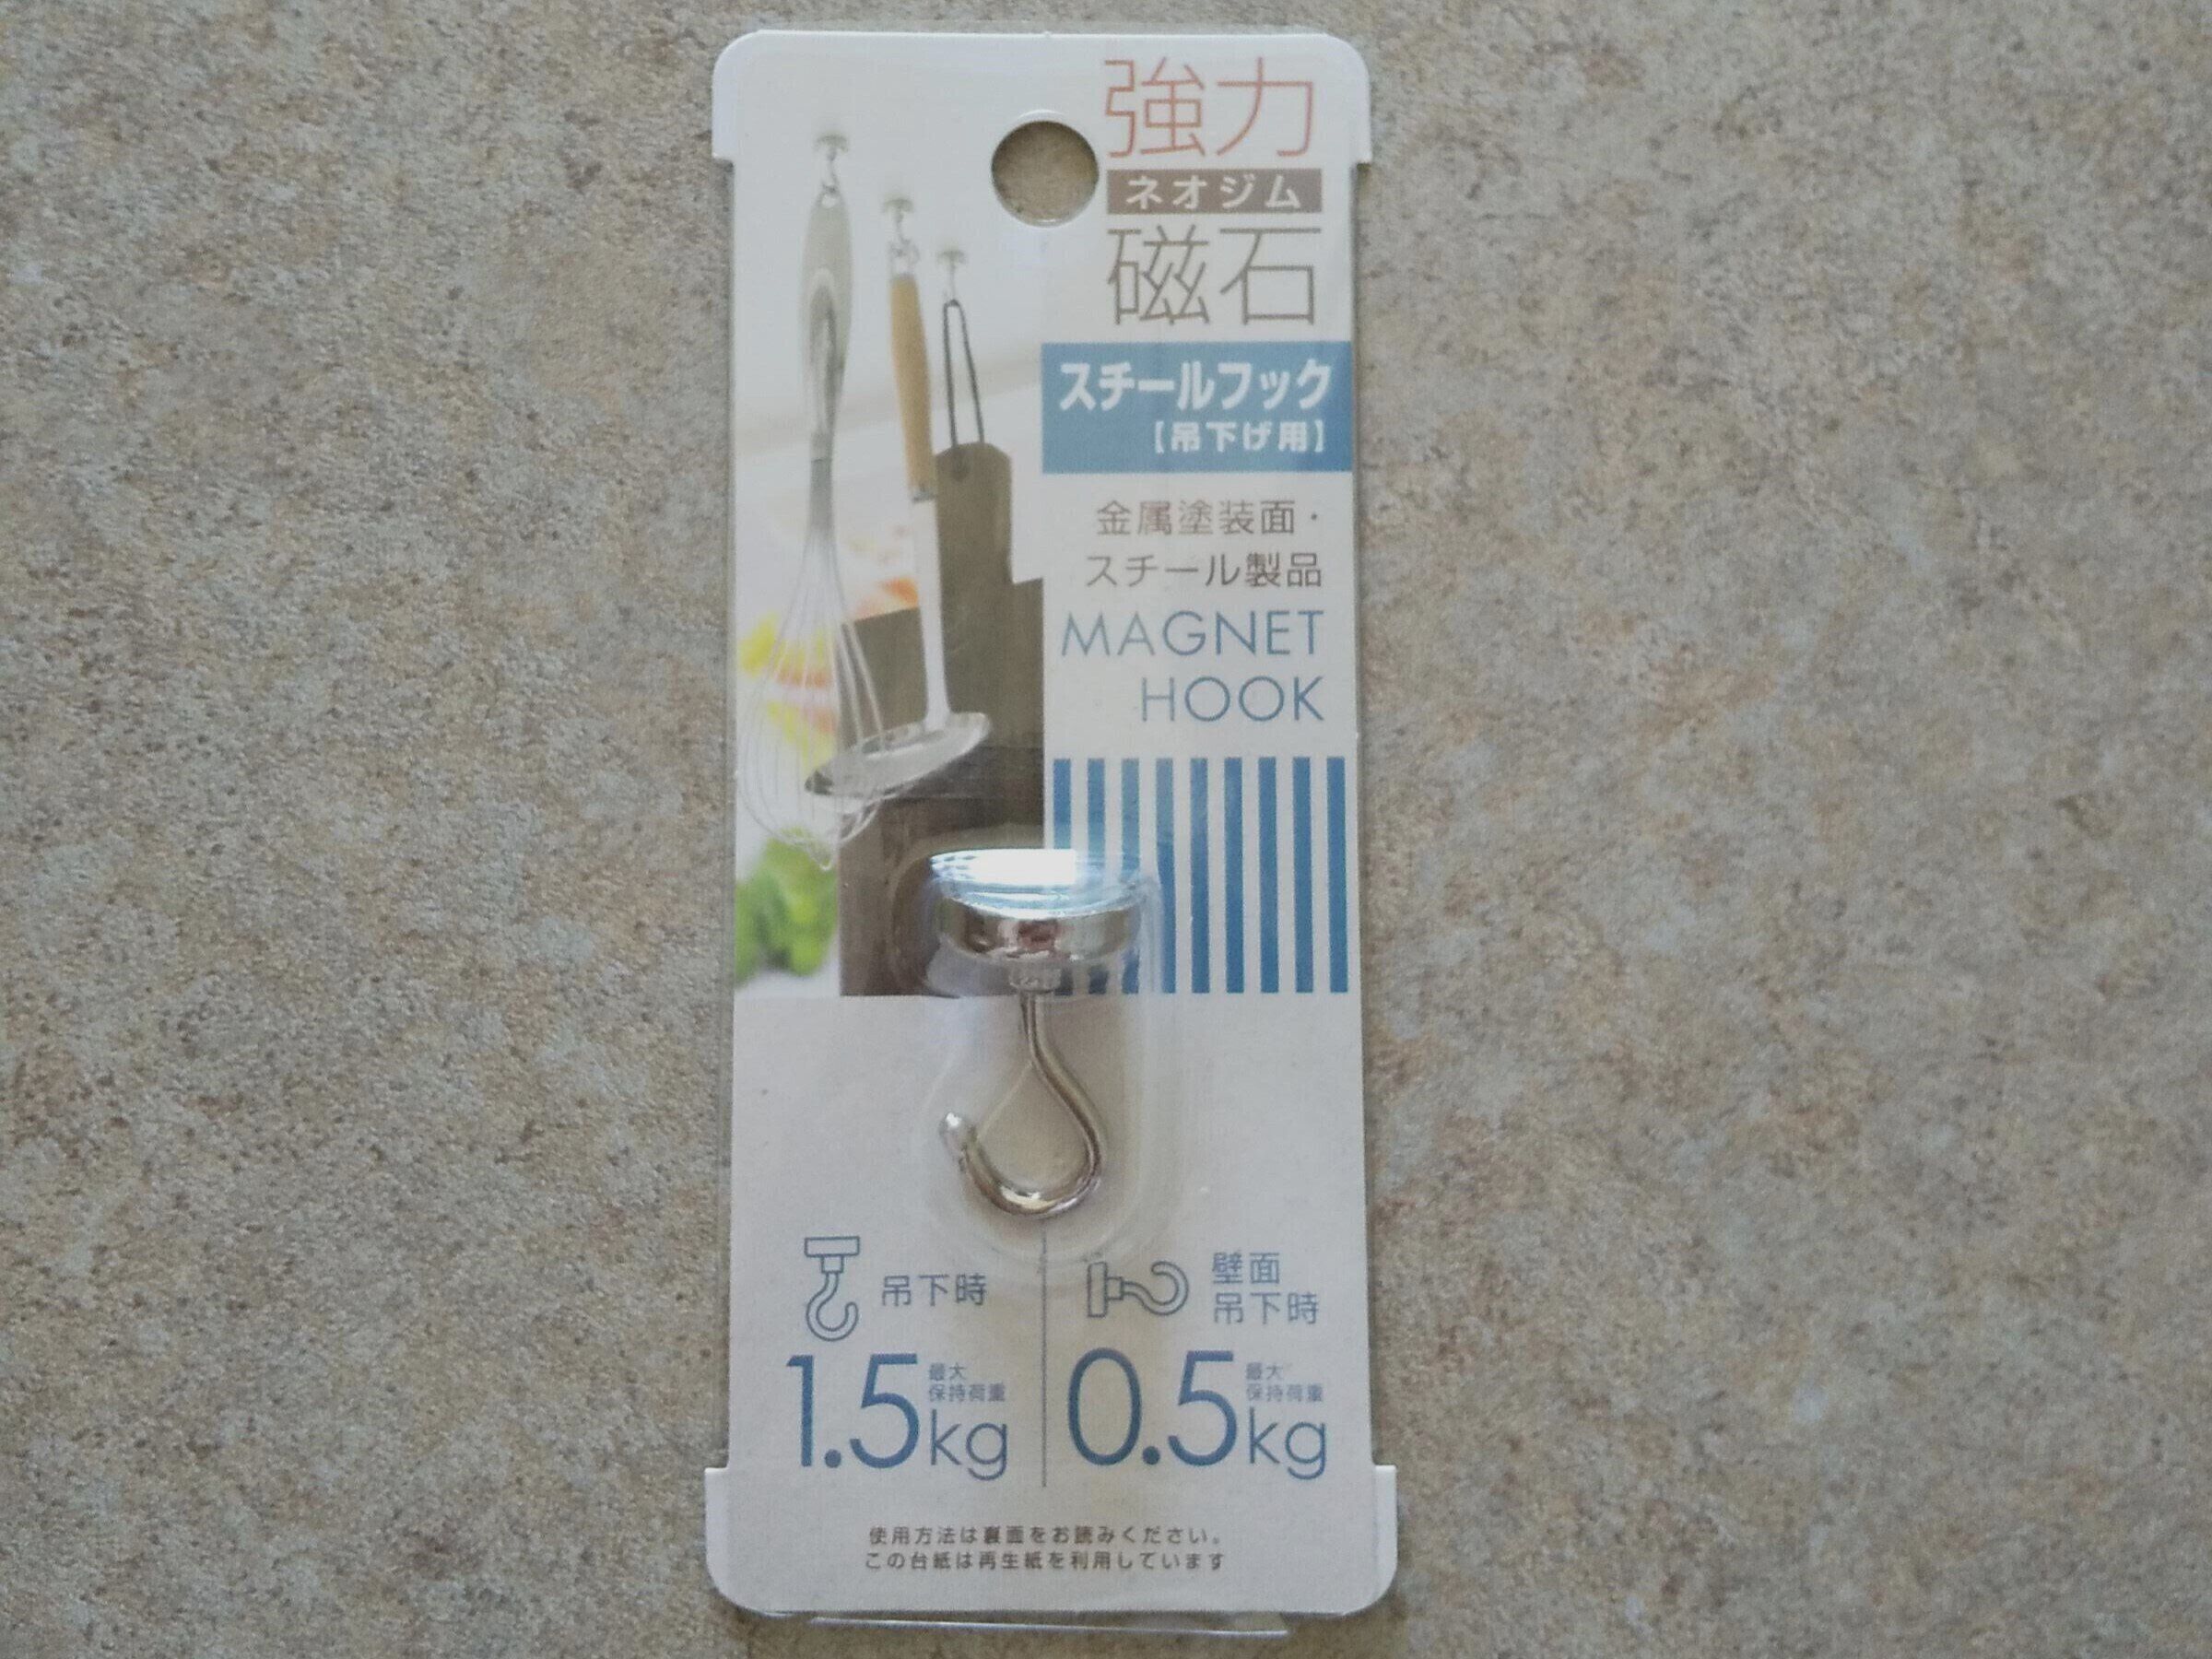 強力
ネオジム
磁石
スチールフック
【吊下げ用】
金属塗装面・
スチール製品
MAGNET
HOOK
吊下時
最大
保持荷重
1.5kg
壁面
吊下時
最大
保持荷重
0.5kg
使用方法は裏面をお読みください。
この台紙は再生紙を利用しています